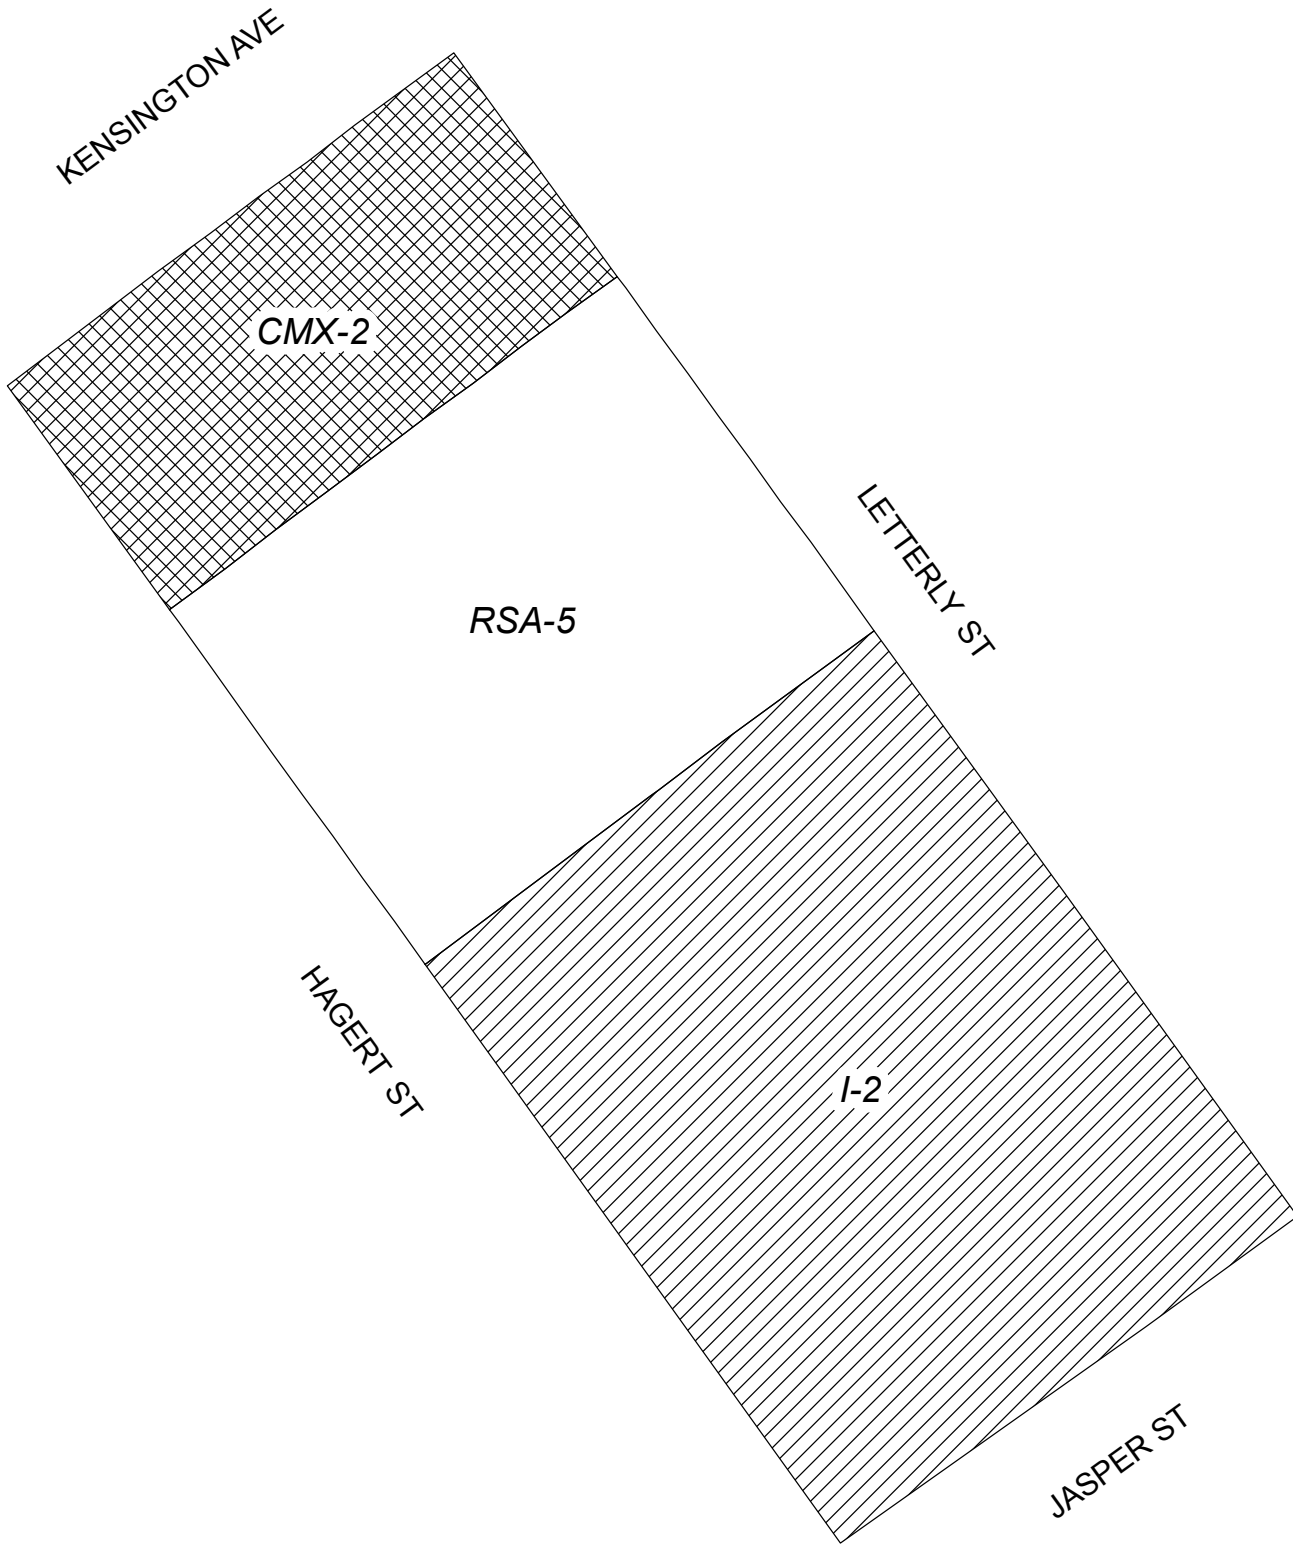 KENSINGTON AVE
CMX-2
LETTERLY ST
RSA-5
HAGERT ST
I-2
JASPER ST